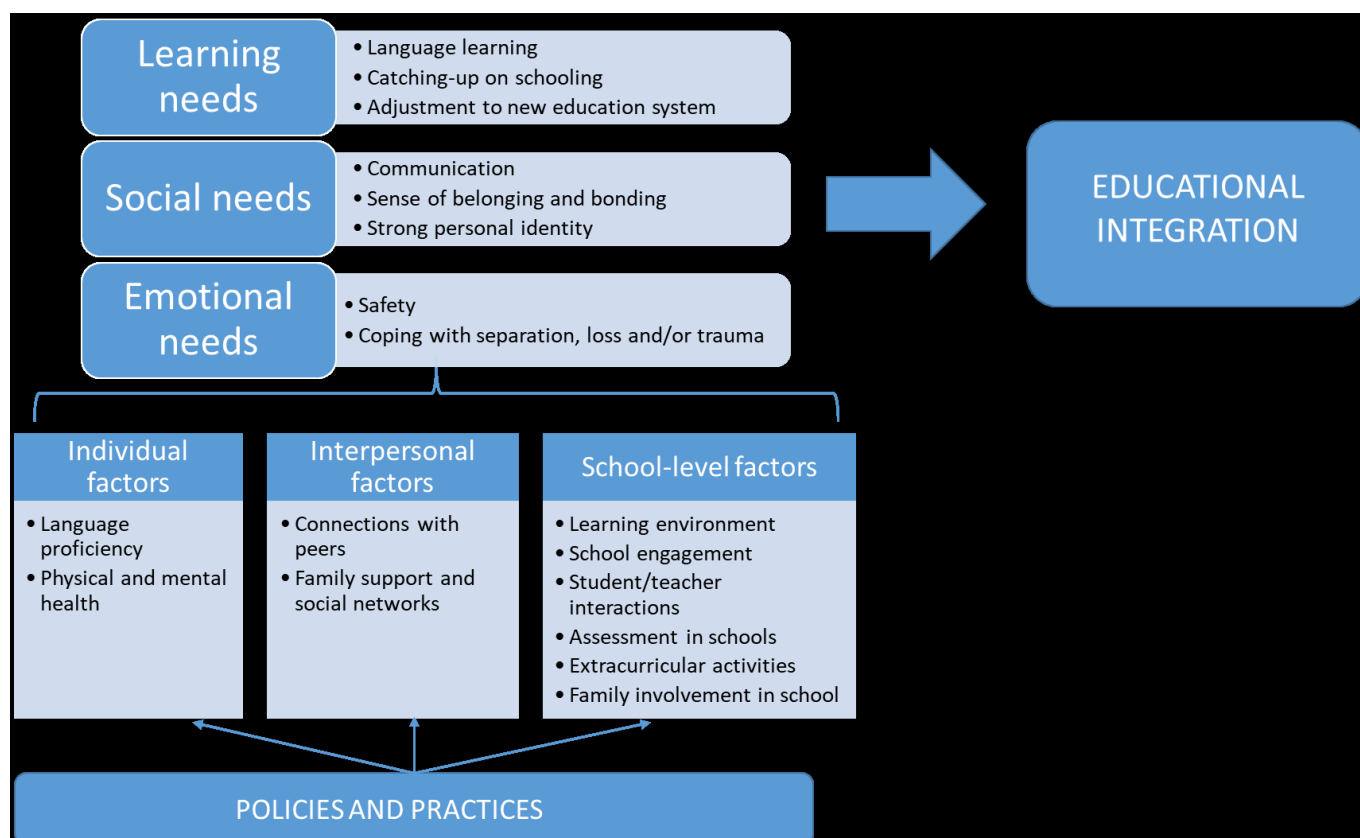 Learning
needs
• Language learning
• Catching-up on schooling
• Adjustment to new education system
Social needs
• Communication
• Sense of belonging and bonding
• Strong personal identity
Emotional
needs
• Safety
• Coping with separation, loss and/or trauma
EDUCATIONAL
INTEGRATION
Individual
factors
• Language
proficiency
• Physical and mental
health
Interpersonal
factors
• Connections with
peers
• Family support and
social networks
School-level factors
• Learning environment
• School engagement
• Student/teacher
interactions
• Assessment in schools
• Extracurricular activities
• Family involvement in school
POLICIES AND PRACTICES